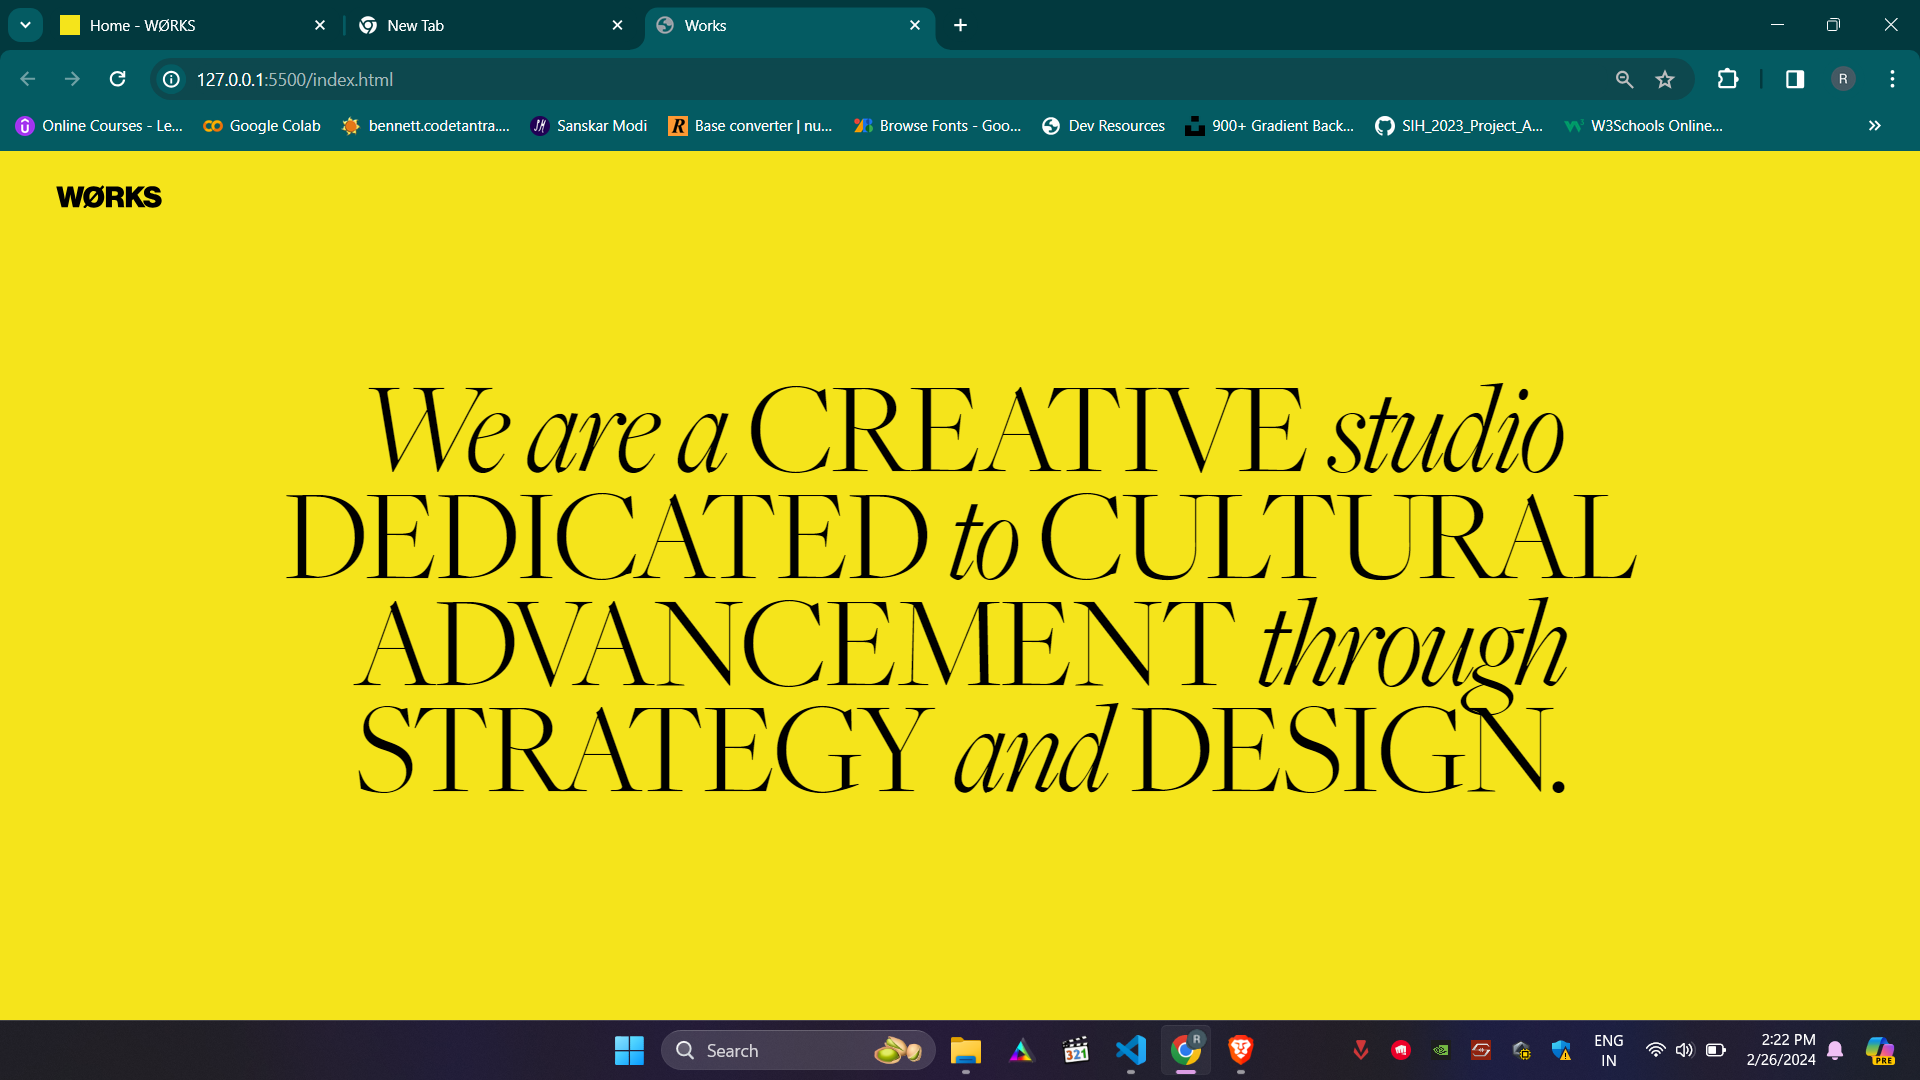 Home - WØRKS
New Tab
Works
127.0.0.1:5500/index.html
R
Online Courses - Le...
Google Colab
bennett.codetantra....
Sanskar Modi
Base converter | nu...
Browse Fonts - Goo...
Dev Resources
900+ Gradient Back...
SIH_2023_Project_A...
W3Schools Online...
WØRKS
We are a CREATIVE studio
DEDICATED to CULTURAL
ADVANCEMENT through
STRATEGY and DESIGN.
Search
321
R
ENG
IN
2:22 PM
2/26/2024
PRE